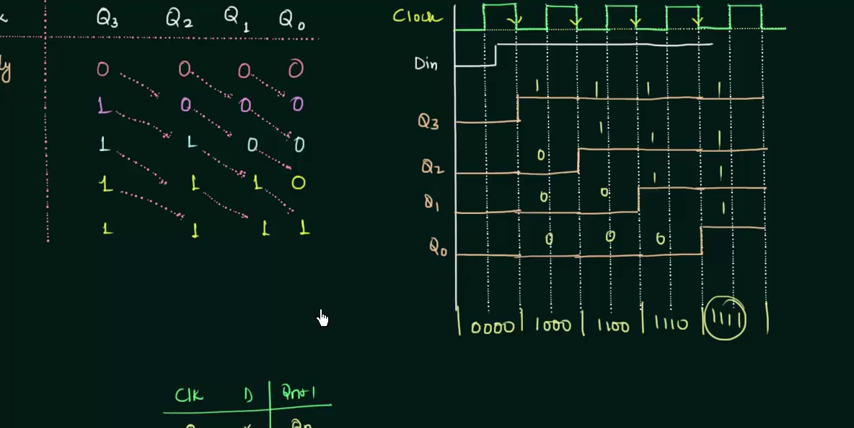 Q3 Q2 Q1 Q0
0 0 0 0
1 0 0 0
1 1 0 0
1 1 1 0
1 1 1 1
Clock
Din
1 1 1 1
Q3
0 1 1 1
Q2
0 0 1 1
Q1
0 0 0 1
Q0
0000 1000 1100 1110 1111
Clk D Qn+1
Qn